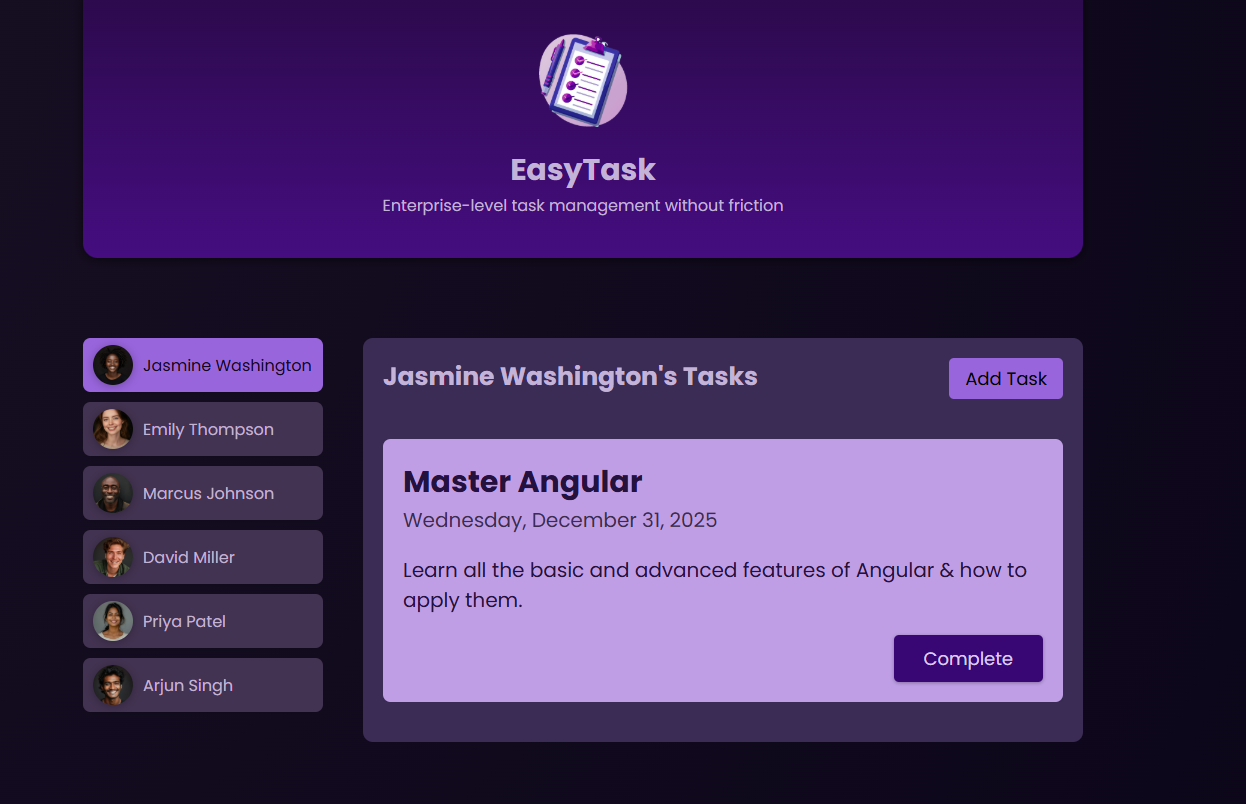 EasyTask
Enterprise-level task management without friction
Jasmine Washington
Emily Thompson
Marcus Johnson
David Miller
Priya Patel
Arjun Singh
Jasmine Washington's Tasks
Add Task
Master Angular
Wednesday, December 31, 2025
Learn all the basic and advanced features of Angular & how to
apply them.
Complete